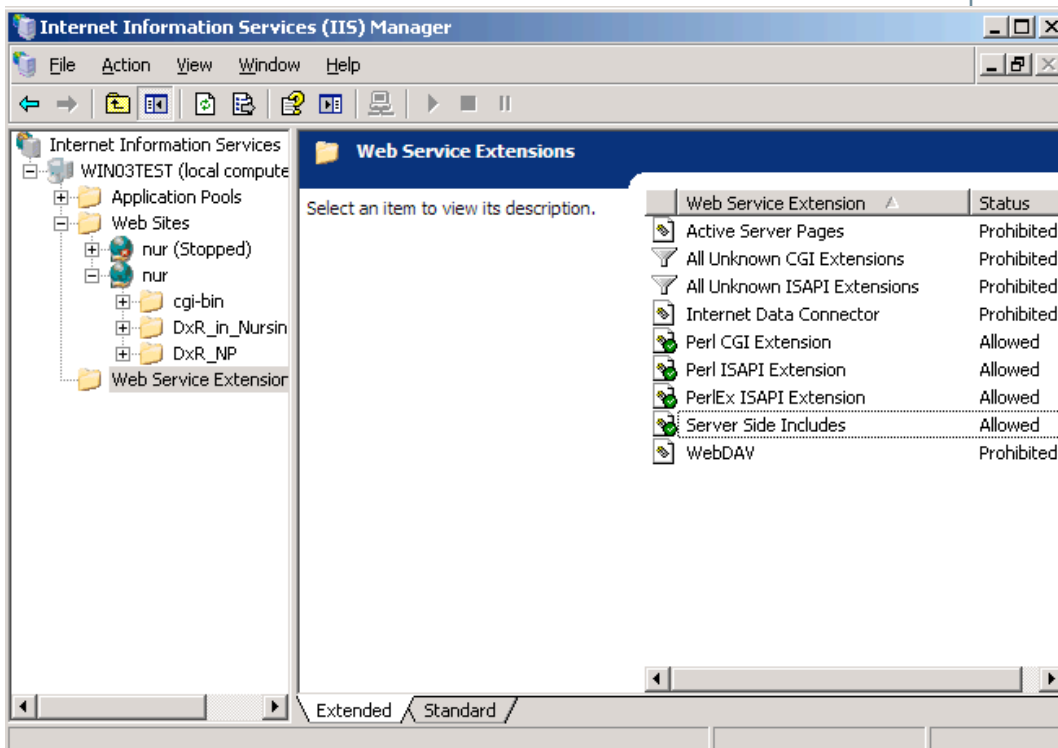 Internet Information Services (IIS) Manager
File Action View Window Help
Internet Information Services
WIN03TEST (local compute
Application Pools
Web Sites
nur (Stopped)
nur
cgi-bin
DxR_in_Nursin
DxR_NP
Web Service Extension
Web Service Extensions
Select an item to view its description.
Web Service Extension Status
Active Server Pages Prohibited
All Unknown CGI Extensions Prohibited
All Unknown ISAPI Extensions Prohibited
Internet Data Connector Prohibited
Perl CGI Extension Allowed
Perl ISAPI Extension Allowed
PerlEx ISAPI Extension Allowed
Server Side Includes Allowed
WebDAV Prohibited
Extended Standard